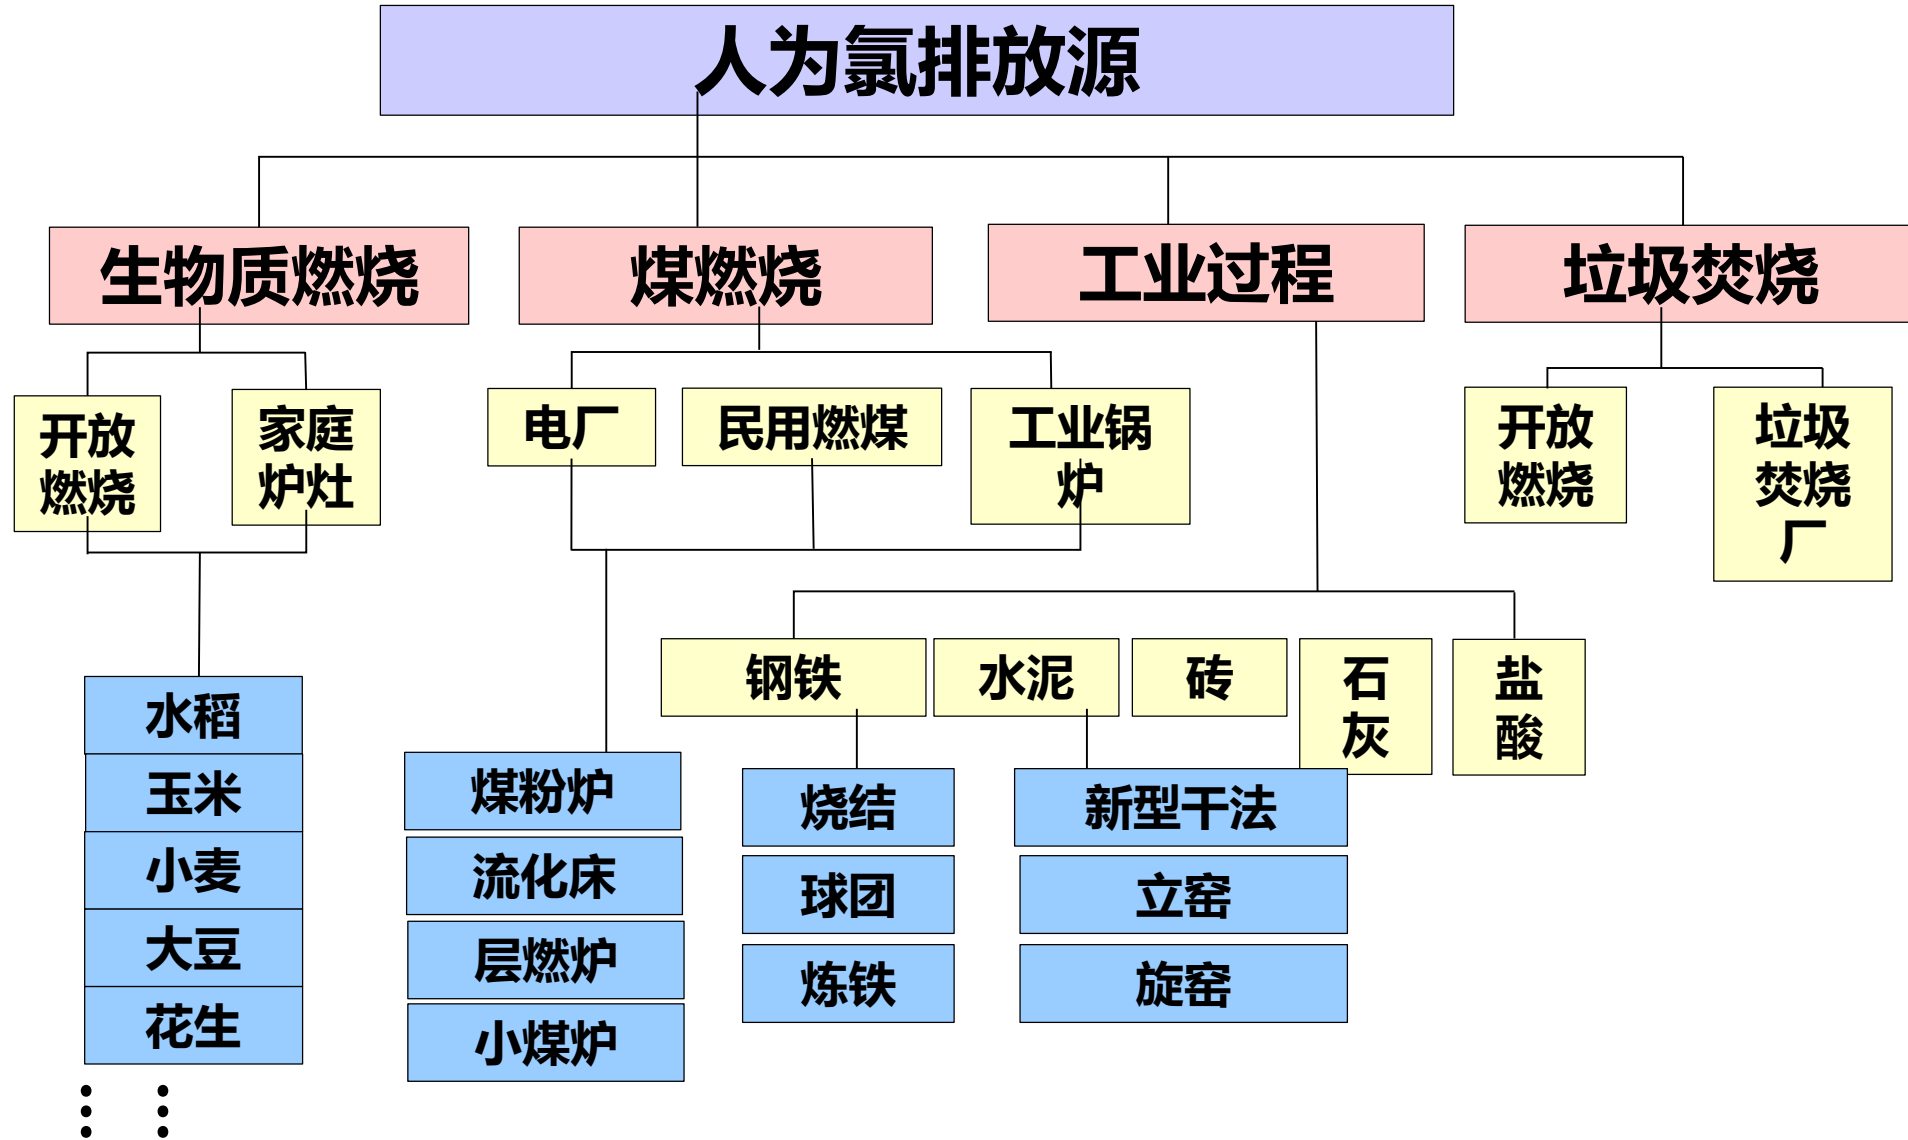 人为氯排放源
生物质燃烧
煤燃烧
工业过程
垃圾焚烧
开放
燃烧
家庭
炉灶
电厂
民用燃煤
工业锅
炉
开放
燃烧
垃圾
焚烧
厂
钢铁
水泥
砖
石
灰
盐
酸
水稻
玉米
小麦
大豆
花生
煤粉炉
流化床
层燃炉
小煤炉
烧结
球团
炼铁
新型干法
立窑
旋窑